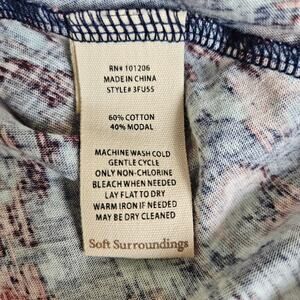 RN# 101206
MADE IN CHINA
STYLE# 3FU55
60% COTTON
40% MODAL
MACHINE WASH COLD
GENTLE CYCLE
ONLY NON-CHLORINE
BLEACH WHEN NEEDED
LAY FLAT TO DRY
WARM IRON IF NEEDED
MAY BE DRY CLEANED
Soft Surroundings